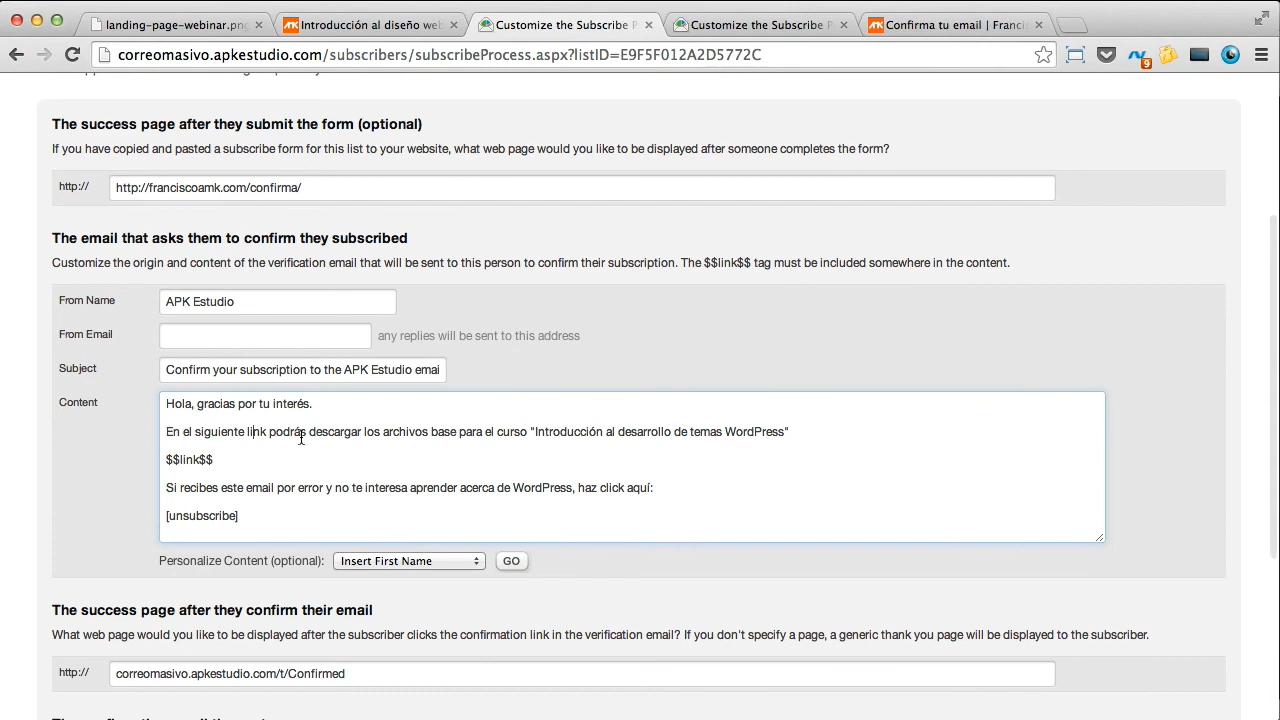 landing-page-webinar.png
Introducción al diseño web
Customize the Subscribe P
Customize the Subscribe P
Confirma tu email | Francis
correomasivo.apkestudio.com/subscribers/subscribeProcess.aspx?listID=E9F5F012A2D5772C
9
The success page after they submit the form (optional)
If you have copied and pasted a subscribe form for this list to your website, what web page would you like to be displayed after someone completes the form?
http://
http://franciscoamk.com/confirma/
The email that asks them to confirm they subscribed
Customize the origin and content of the verification email that will be sent to this person to confirm their subscription. The $$link$$ tag must be included somewhere in the content.
From Name
APK Estudio
From Email
any replies will be sent to this address
Subject
Confirm your subscription to the APK Estudio emai
Content
Hola, gracias por tu interés.
En el siguiente link podrás descargar los archivos base para el curso "Introducción al desarrollo de temas WordPress"
$$link$$
Si recibes este email por error y no te interesa aprender acerca de WordPress, haz click aquí:
[unsubscribe]
Personalize Content (optional):
Insert First Name
GO
The success page after they confirm their email
What web page would you like to be displayed after the subscriber clicks the confirmation link in the verification email? If you don't specify a page, a generic thank you page will be displayed to the subscriber.
http://
correomasivo.apkestudio.com/t/Confirmed